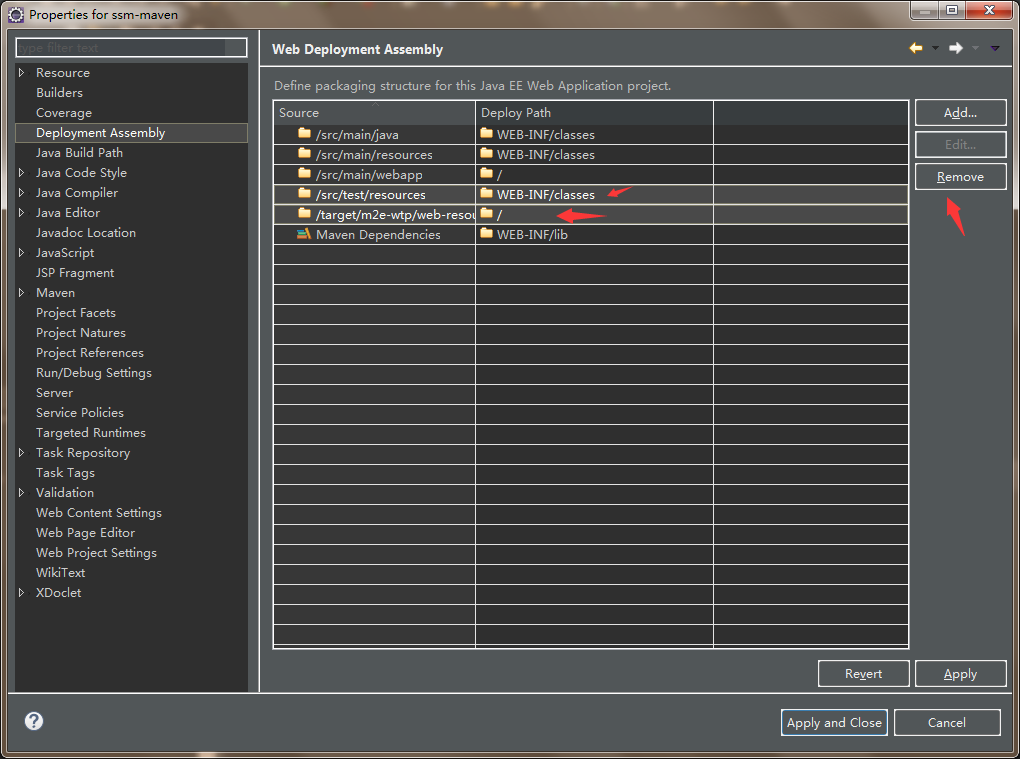 Properties for ssm-maven
type filter text
Resource
Builders
Coverage
Deployment Assembly
Java Build Path
Java Code Style
Java Compiler
Java Editor
Javadoc Location
JavaScript
JSP Fragment
Maven
Project Facets
Project Natures
Project References
Run/Debug Settings
Server
Service Policies
Targeted Runtimes
Task Repository
Task Tags
Validation
Web Content Settings
Web Page Editor
Web Project Settings
WikiText
XDoclet
Web Deployment Assembly
Define packaging structure for this Java EE Web Application project.
Source Deploy Path
/src/main/java WEB-INF/classes
/src/main/resources WEB-INF/classes
/src/main/webapp /
/src/test/resources WEB-INF/classes
/target/m2e-wtp/web-resou /
Maven Dependencies WEB-INF/lib
Add...
Edit...
Remove
Revert Apply
Apply and Close Cancel